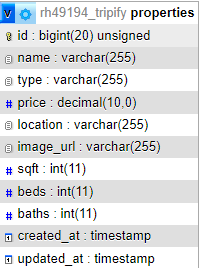 v rh49194_tripify properties
id : bigint(20) unsigned
name : varchar(255)
type : varchar(255)
# price : decimal(10,0)
location : varchar(255)
image_url : varchar(255)
# sqft : int(11)
# beds : int(11)
# baths : int(11)
created_at : timestamp
updated_at : timestamp